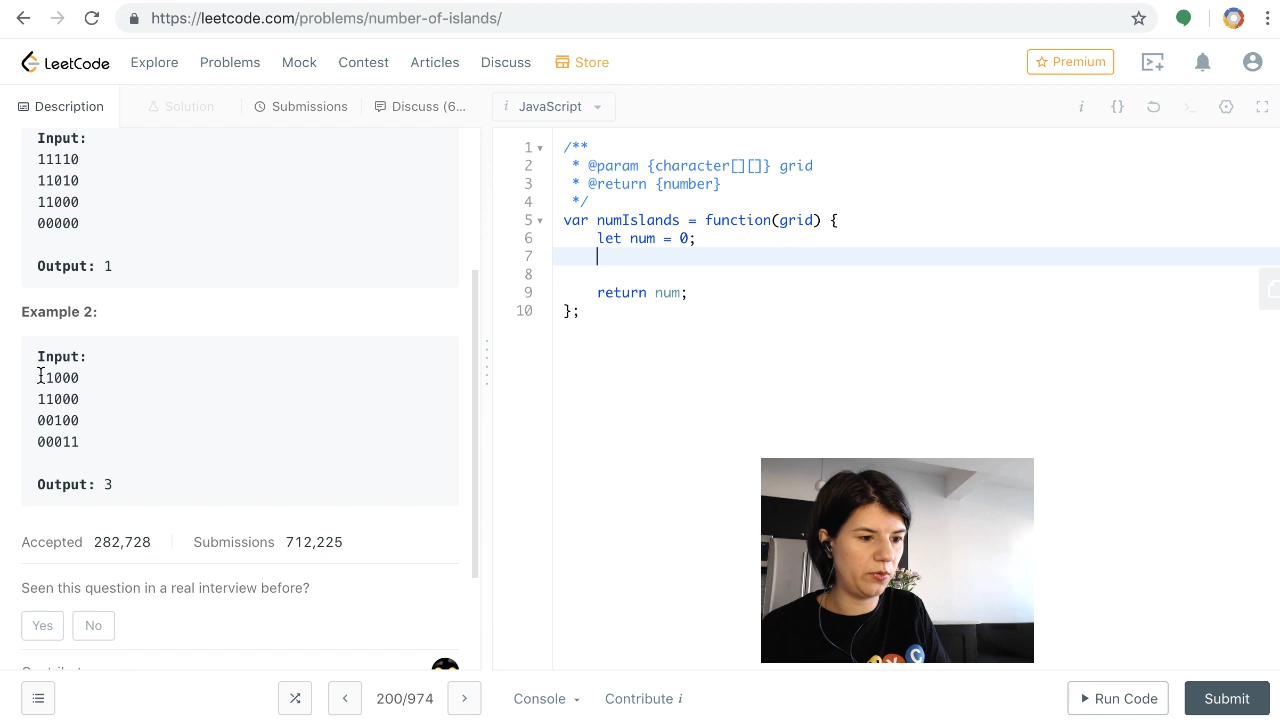 https://leetcode.com/problems/number-of-islands/
LeetCode Explore Problems Mock Contest Articles Discuss Store Premium
Description Solution Submissions Discuss (6... i JavaScript
Input:
11110
11010
11000
00000
Output: 1
Example 2:
Input:
11000
11000
00100
00011
Output: 3
Accepted 282,728 Submissions 712,225
Seen this question in a real interview before?
Yes No
1 /**
2 * @param {character[][]} grid
3 * @return {number}
4 */
5 var numIslands = function(grid) {
6 let num = 0;
7
8
9 return num;
10 };
200/974 Console Contribute i Run Code Submit